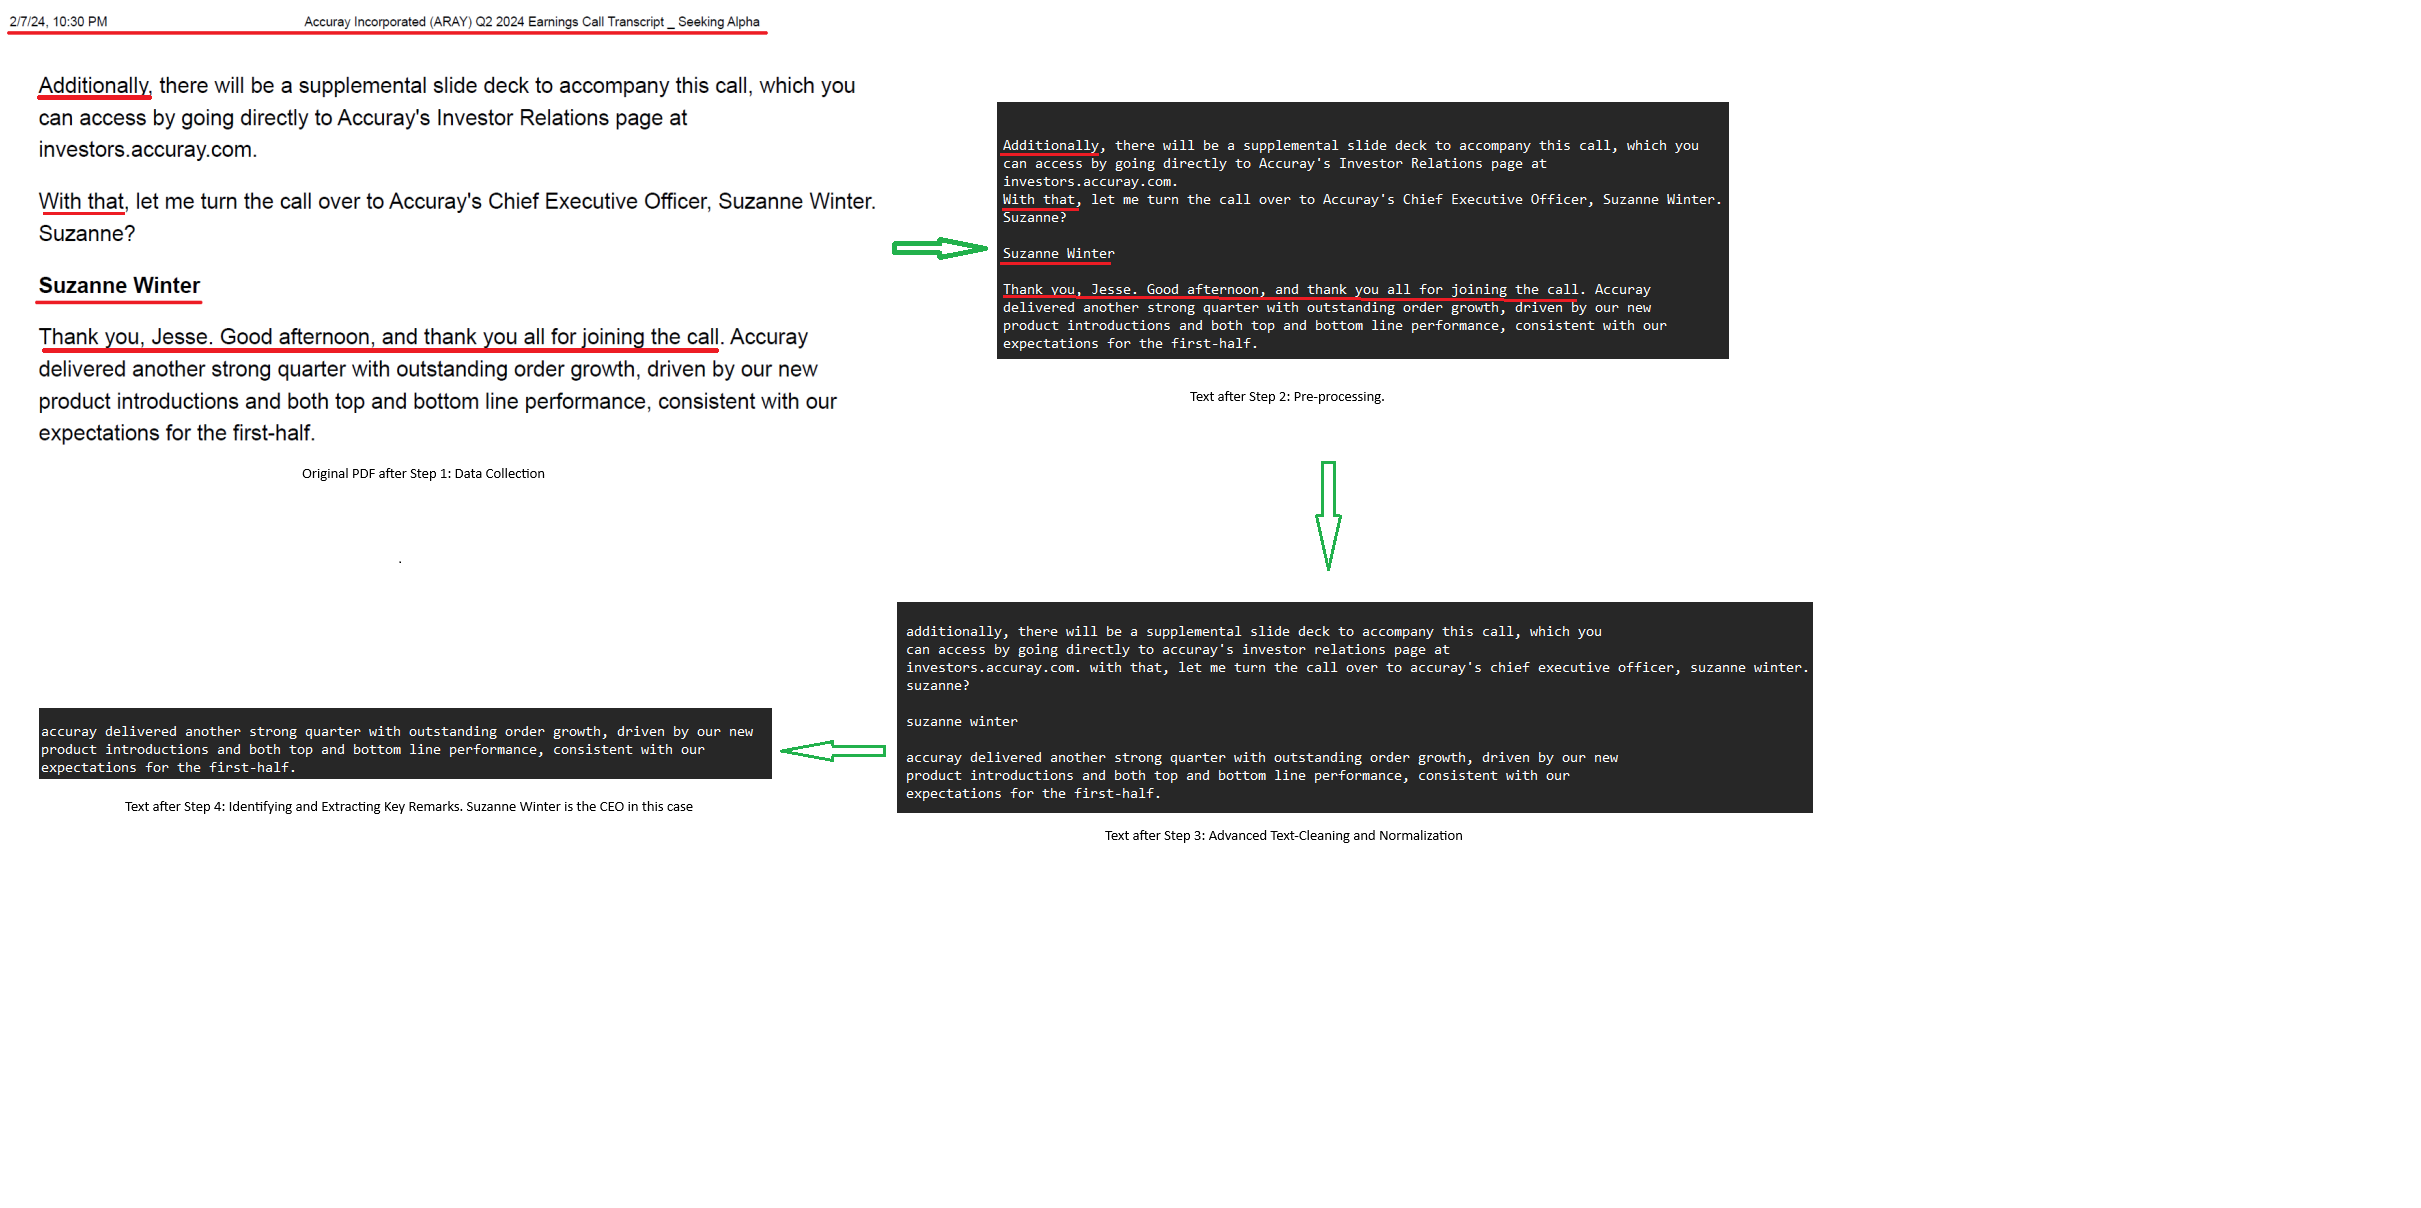 2/7/24, 10:30 PM Accuray Incorporated (ARAY) Q2 2024 Earnings Call Transcript _ Seeking Alpha
Additionally, there will be a supplemental slide deck to accompany this call, which you
can access by going directly to Accuray's Investor Relations page at
investors.accuray.com.
With that, let me turn the call over to Accuray's Chief Executive Officer, Suzanne Winter.
Suzanne?
Suzanne Winter
Thank you, Jesse. Good afternoon, and thank you all for joining the call. Accuray
delivered another strong quarter with outstanding order growth, driven by our new
product introductions and both top and bottom line performance, consistent with our
expectations for the first-half.
Original PDF after Step 1: Data Collection
Additionally, there will be a supplemental slide deck to accompany this call, which you
can access by going directly to Accuray's Investor Relations page at
investors.accuray.com.
With that, let me turn the call over to Accuray's Chief Executive Officer, Suzanne Winter.
Suzanne?
Suzanne Winter
Thank you, Jesse. Good afternoon, and thank you all for joining the call. Accuray
delivered another strong quarter with outstanding order growth, driven by our new
product introductions and both top and bottom line performance, consistent with our
expectations for the first-half.
Text after Step 2: Pre-processing.
additionally, there will be a supplemental slide deck to accompany this call, which you
can access by going directly to accuray's investor relations page at
investors.accuray.com. with that, let me turn the call over to accuray's chief executive officer, suzanne winter.
suzanne?
suzanne winter
accuray delivered another strong quarter with outstanding order growth, driven by our new
product introductions and both top and bottom line performance, consistent with our
expectations for the first-half.
Text after Step 3: Advanced Text-Cleaning and Normalization
accuray delivered another strong quarter with outstanding order growth, driven by our new
product introductions and both top and bottom line performance, consistent with our
expectations for the first-half.
Text after Step 4: Identifying and Extracting Key Remarks. Suzanne Winter is the CEO in this case